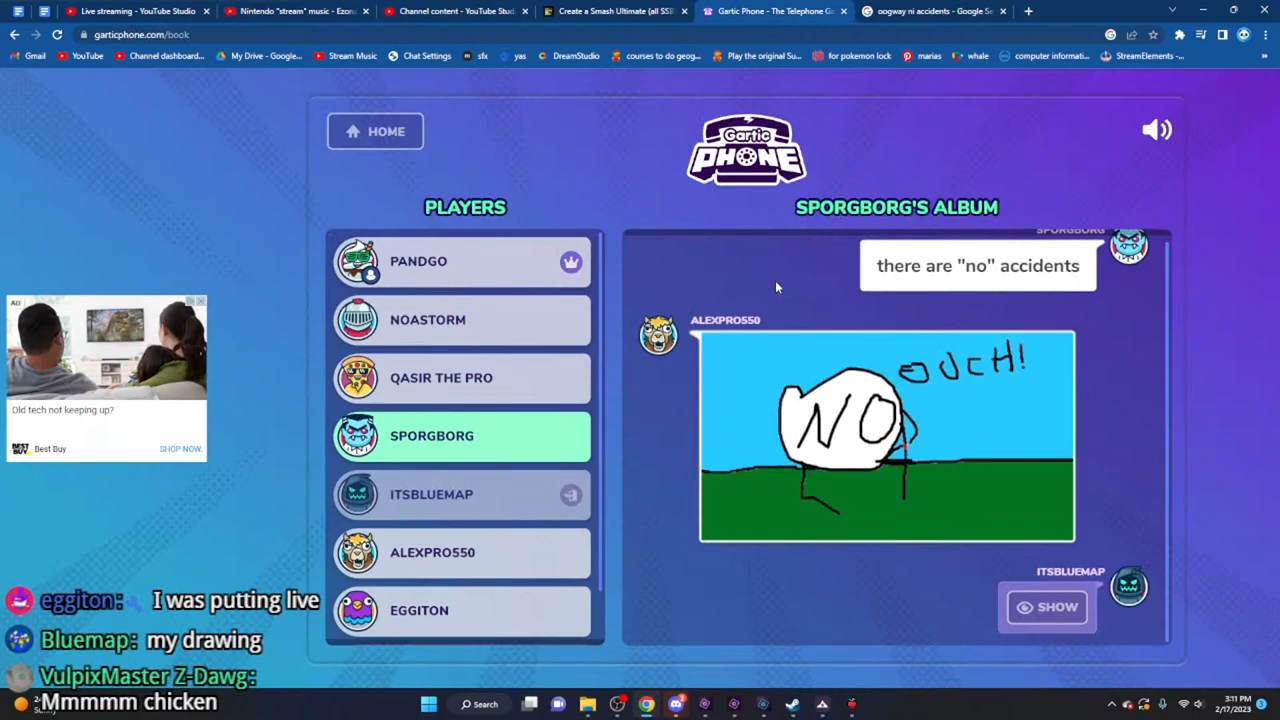 Live streaming - YouTube Studio
Nintendo "stream" music - Ezona
Channel content - YouTube Stud
Create a Smash Ultimate (all SSB
Gartic Phone - The Telephone Ga
oogway ni accidents - Google Se
garticphone.com/book
Gmail
YouTube
Channel dashboard...
My Drive - Google...
Stream Music
Chat Settings
sfx
yas
DreamStudio
courses to do geog...
Play the original Su...
for pokemon lock
marias
whale
computer informati...
StreamElements -...
HOME
Gartic
PHONE
PLAYERS
SPORGBORG'S ALBUM
PANDGO
NOASTORM
QASIR THE PRO
SPORGBORG
ITSBLUEMAP
ALEXPRO550
EGGITON
SPORGBORG
there are "no" accidents
ALEXPRO550
OUCH!
NO
ITSBLUEMAP
SHOW
Old tech not keeping up?
BEST BUY
Best Buy
SHOP NOW
eggiton: I was putting live
Bluemap: my drawing
VulpixMaster Z-Dawg:
Mmmmm chicken
Search
3:11 PM
2/17/2023